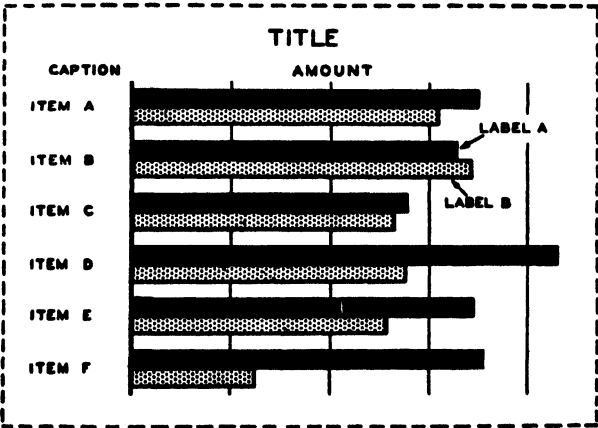 TITLE
CAPTION AMOUNT
ITEM A
LABEL A
ITEM B
LABEL B
ITEM C
ITEM D
ITEM E
ITEM F